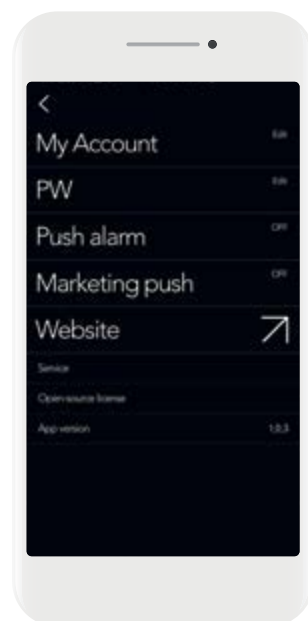 My Account Edit
PW Edit
Push alarm OFF
Marketing push OFF
Website
Service
Open source license
App version 1.0.3